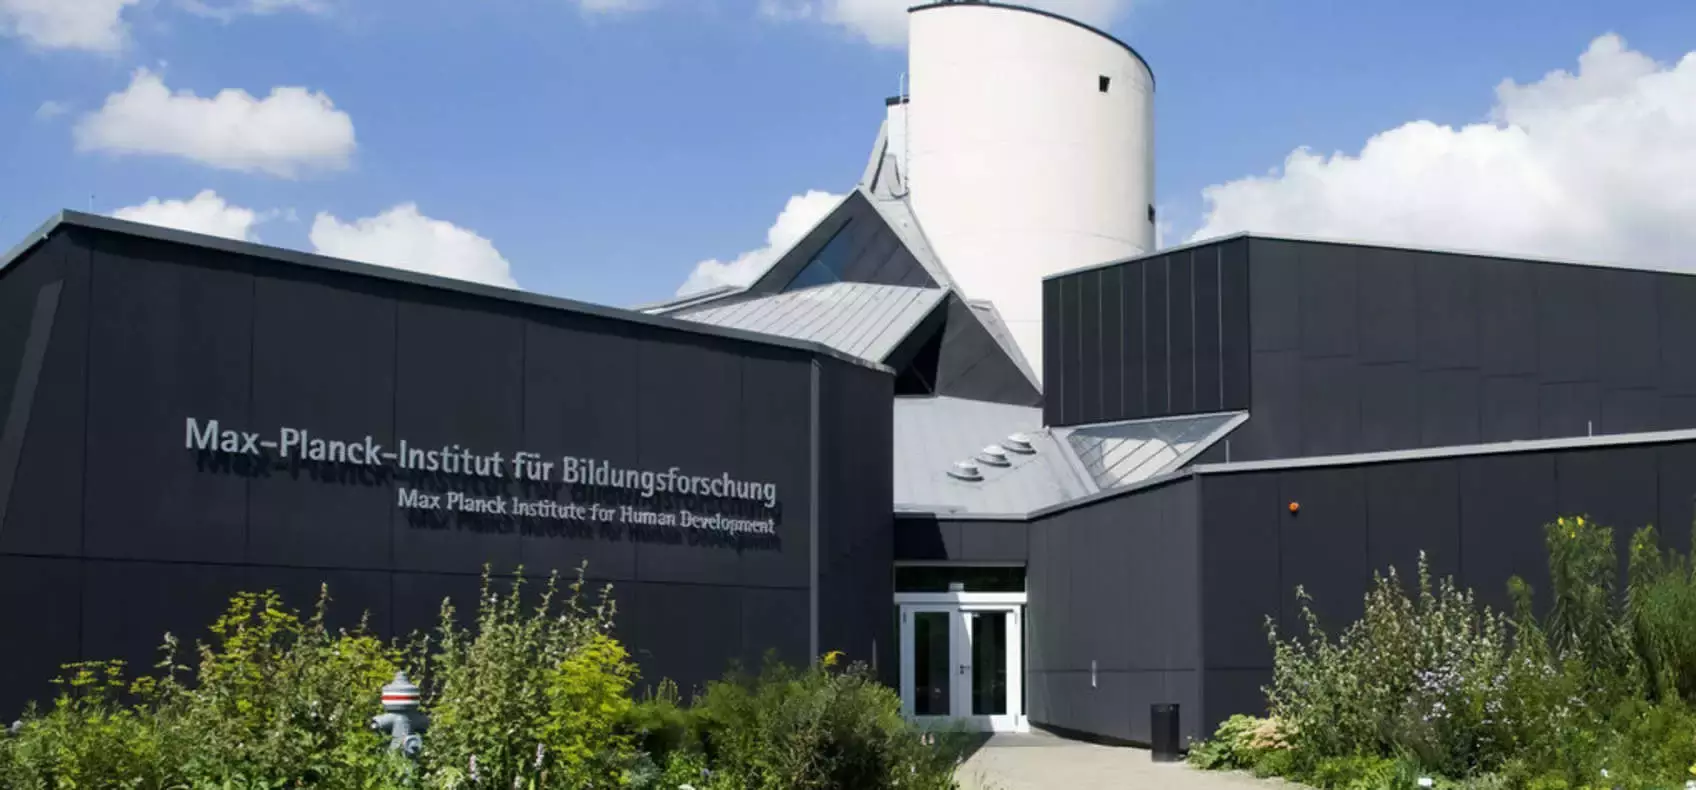 Max-Planck-Institut für Bildungsforschung
Max Planck Institute for Human Development